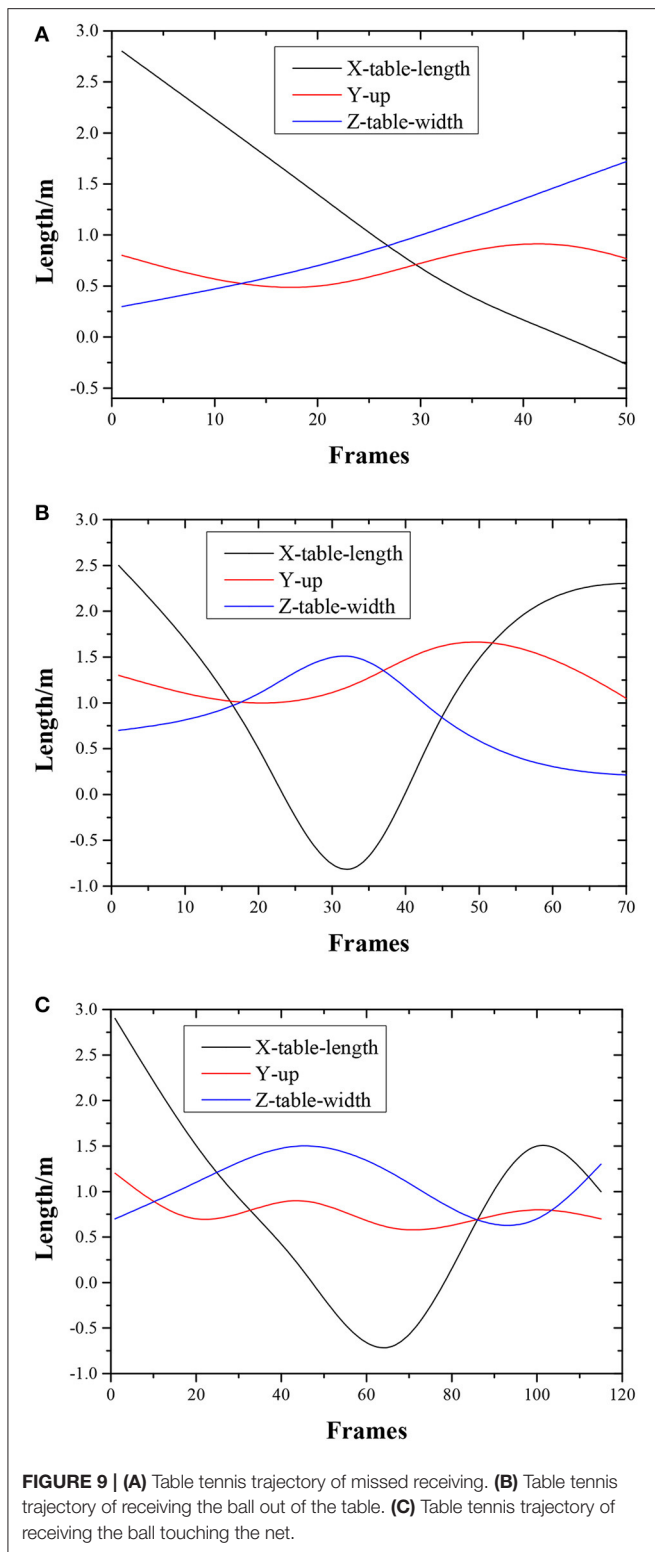 A
3.0
2.5
2.0
1.5
1.0
0.5
0.0
-0.5
Length/m
X-table-length
Y-up
Z-table-width
0 10 20 30 40 50
Frames
B
3.0
2.5
2.0
1.5
1.0
0.5
0.0
-0.5
-1.0
Length/m
X-table-length
Y-up
Z-table-width
0 10 20 30 40 50 60 70
Frames
C
3.0
2.5
2.0
1.5
1.0
0.5
0.0
-0.5
-1.0
Length/m
X-table-length
Y-up
Z-table-width
0 20 40 60 80 100 120
Frames
FIGURE 9 | (A) Table tennis trajectory of missed receiving. (B) Table tennis
trajectory of receiving the ball out of the table. (C) Table tennis trajectory of
receiving the ball touching the net.